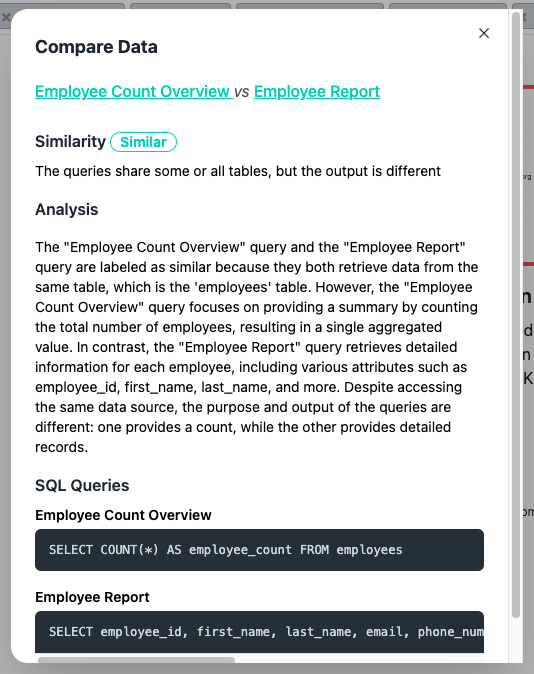 Compare Data
Employee Count Overview vs Employee Report
Similarity Similar
The queries share some or all tables, but the output is different
Analysis
The "Employee Count Overview" query and the "Employee Report"
query are labeled as similar because they both retrieve data from the
same table, which is the 'employees' table. However, the "Employee
Count Overview" query focuses on providing a summary by counting
the total number of employees, resulting in a single aggregated
value. In contrast, the "Employee Report" query retrieves detailed
information for each employee, including various attributes such as
employee_id, first_name, last_name, and more. Despite accessing
the same data source, the purpose and output of the queries are
different: one provides a count, while the other provides detailed
records.
SQL Queries
Employee Count Overview
SELECT COUNT(*) AS employee_count FROM employees
Employee Report
SELECT employee_id, first_name, last_name, email, phone_num